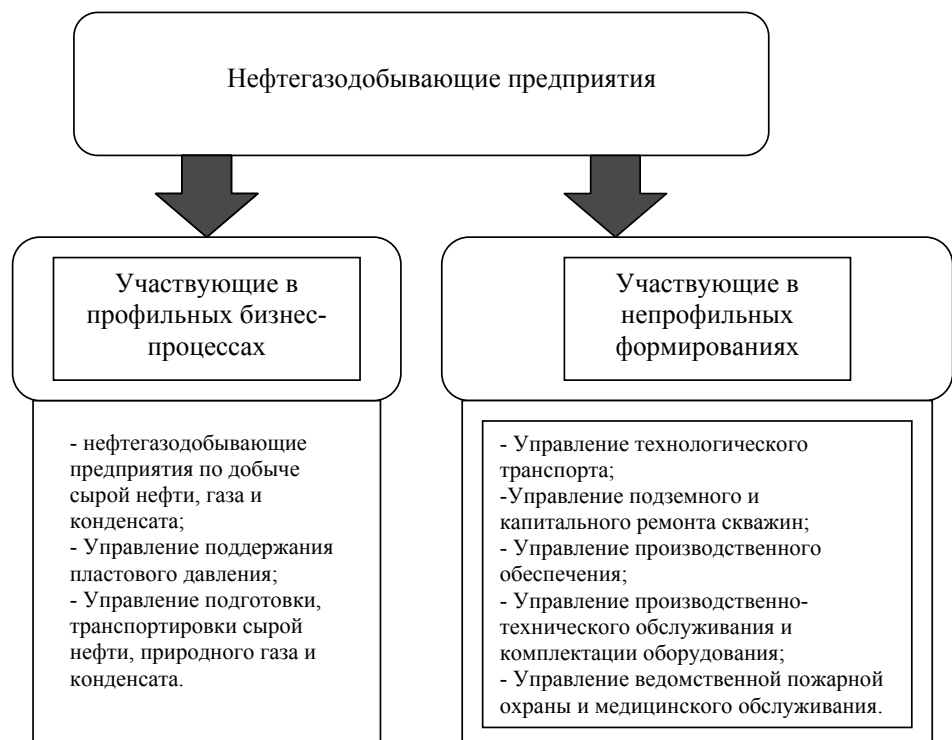 Нефтегазодобывающие предприятия
Участвующие в
профильных бизнес-
процессах
- нефтегазодобывающие
предприятия по добыче
сырой нефти, газа и
конденсата;
- Управление поддержания
пластового давления;
- Управление подготовки,
транспортировки сырой
нефти, природного газа и
конденсата.
Участвующие в
непрофильных
формированиях
- Управление технологического
транспорта;
-Управление подземного и
капитального ремонта скважин;
- Управление производственного
обеспечения;
- Управление производственно-
технического обслуживания и
комплектации оборудования;
- Управление ведомственной пожарной
охраны и медицинского обслуживания.